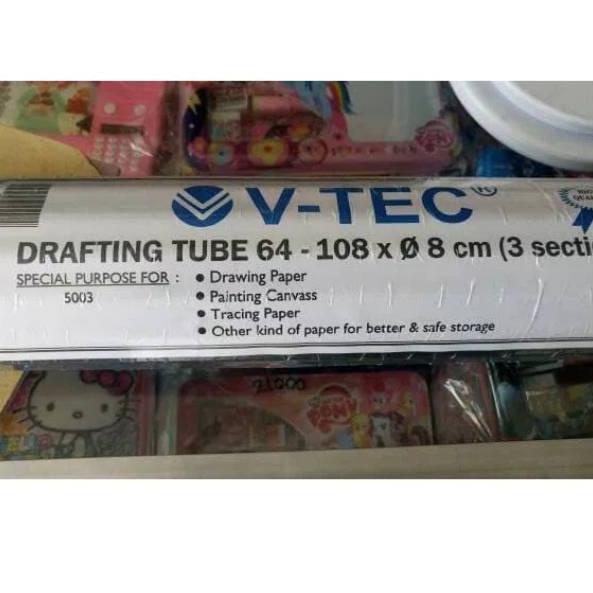 V-TEC®
HIGH
DRAFTING TUBE 64 - 108 x Ø 8 cm (3 secti
SPECIAL PURPOSE FOR :
5003
• Drawing Paper
• Painting Canvass
• Tracing Paper
• Other kind of paper for better & safe storage
21000
PONY